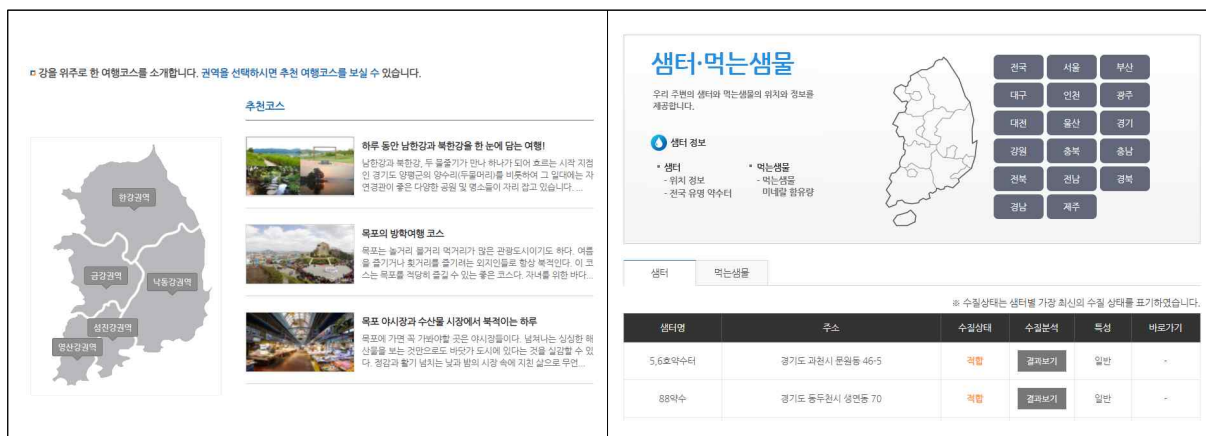 강을 위주로 한 여행코스를 소개합니다. 권역을 선택하시면 추천 여행코스를 보실 수 있습니다.
추천코스
한강권역
금강권역
낙동강권역
섬진강권역
영산강권역
하루 동안 남한강과 북한강을 한 눈에 담는 여행!
남한강과 북한강, 두 물줄기가 만나 하나가 되어 흐르는 시작 지점
인 경기도 양평군의 양수리(두물머리)를 비롯하여 그 일대에는 자
연경관이 좋은 다양한 공원 및 명소들이 자리 잡고 있습니다. ...
목포의 방학여행 코스
목포는 놀거리 볼거리 먹거리가 많은 관광도시이기도 하다. 여름
을 즐기거나 횟거리를 즐기려는 외지인들로 항상 북적인다. 이 코
스는 목포를 적당히 즐길 수 있는 좋은 코스다. 자녀를 위한 바다...
목포 야시장과 수산물 시장에서 북적이는 하루
목포에 가면 꼭 가봐야할 곳은 야시장들이다. 넘쳐나는 싱싱한 해
산물을 보는 것만으로도 바닷가 도시에 있다는 것을 실감할 수 있
다. 정감과 활기 넘치는 낮과 밤의 시장 속에 지친 삶으로 무언...
샘터·먹는샘물
우리 주변의 샘터와 먹는샘물의 위치와 정보를
제공합니다.
샘터 정보
샘터
- 위치 정보
- 전국 유명 약수터
먹는샘물
- 먹는샘물
미네랄 함유량
전국 서울 부산
대구 인천 광주
대전 울산 경기
강원 충북 충남
전북 전남 경북
경남 제주
샘터 먹는샘물
※ 수질상태는 샘터별 가장 최신의 수질 상태를 표기하였습니다.
샘터명 주소 수질상태 수질분석 특성 바로가기
5,6호약수터 경기도 과천시 문원동 46-5 적합 결과보기 일반 -
88약수 경기도 동두천시 생연동 70 적합 결과보기 일반 -